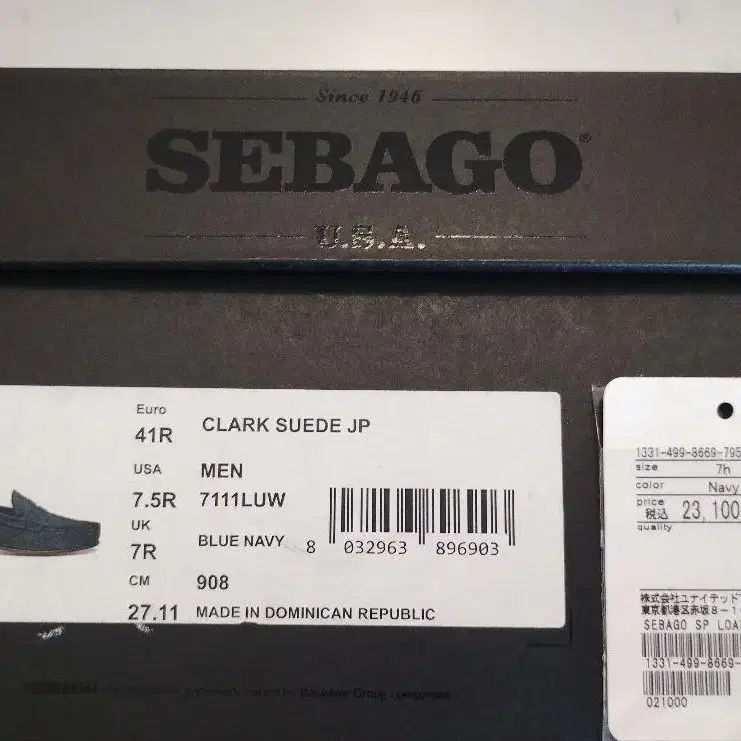 Since 1946
SEBAGO®
U.S.A.
Euro
41R
CLARK SUEDE JP
USA
MEN
7.5R
7111LUW
UK
7R
BLUE NAVY
8 032963 896903
CM
908
27.11
MADE IN DOMINICAN REPUBLIC
1331-499-8669-795
size 7h
color Navy
price
税込 23,100
quality
株式会社ユナイテッド
東京都港区赤坂8-1
SEBAGO SP LOA
1331-499-8669-
021000